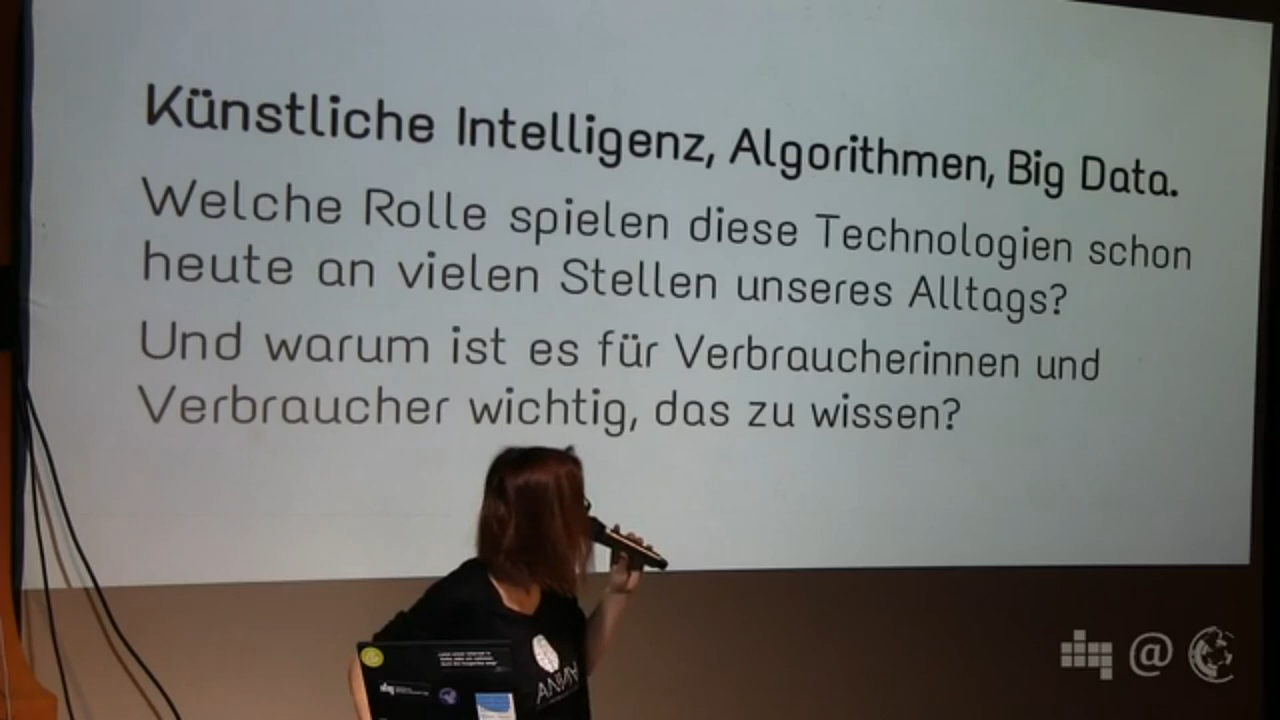 Künstliche Intelligenz, Algorithmen, Big Data.
Welche Rolle spielen diese Technologien schon
heute an vielen Stellen unseres Alltags?
Und warum ist es für Verbraucherinnen und
Verbraucher wichtig, das zu wissen?
ANNA
@